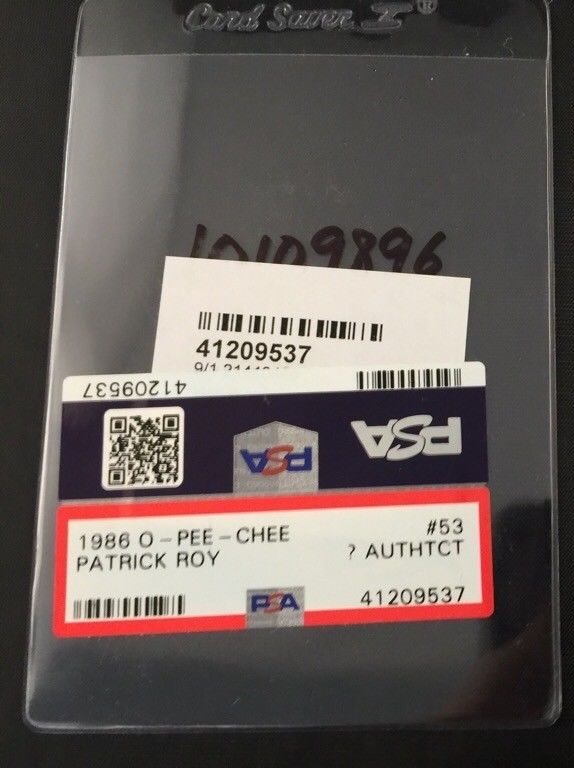 Card Saver I®
10109896
41209537
41209537
PSA
PSA
1986 O-PEE-CHEE #53
PATRICK ROY ? AUTHTCT
PSA 41209537